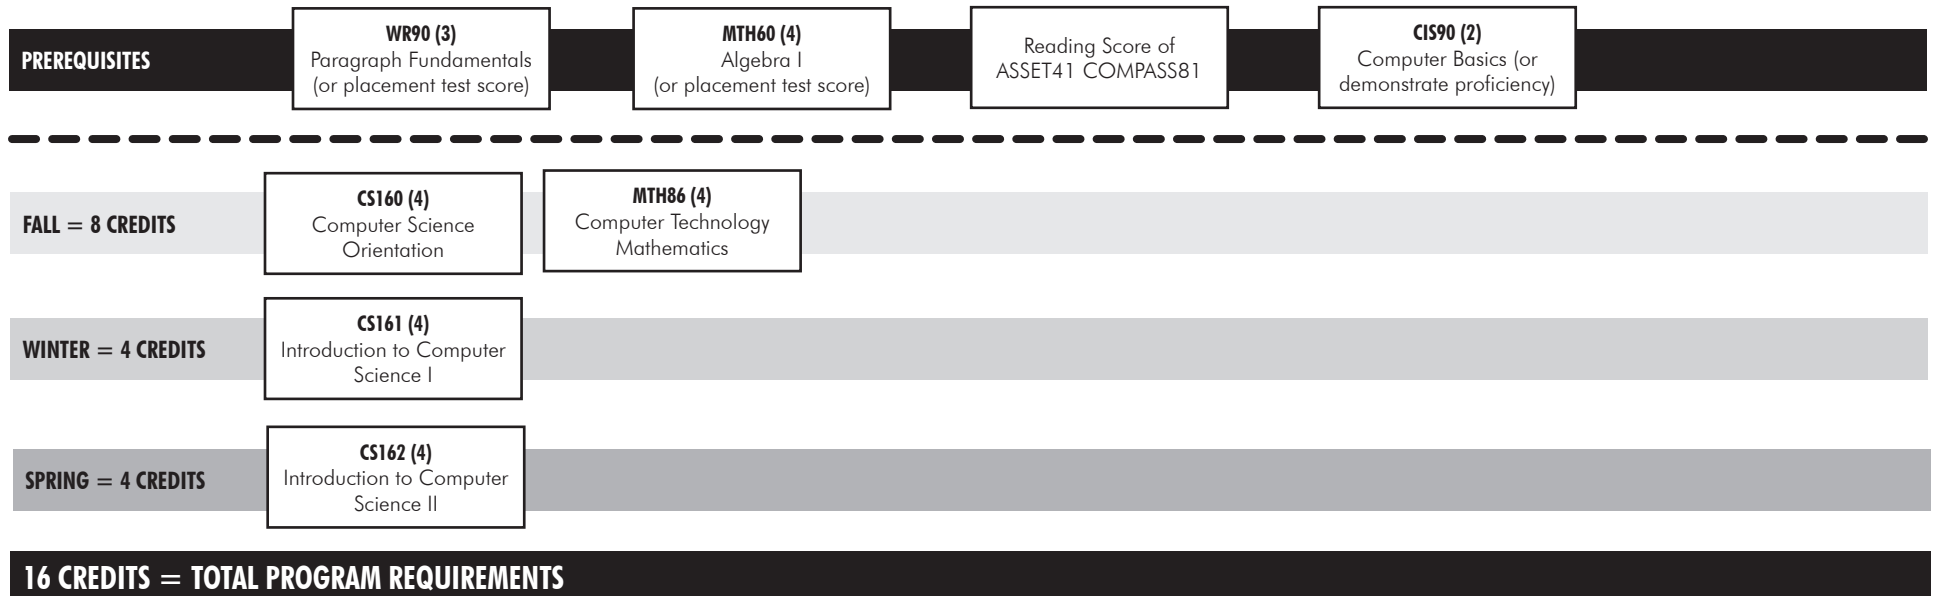 PREREQUISITES
WR90 (3)
Paragraph Fundamentals
(or placement test score)
MTH60 (4)
Algebra I
(or placement test score)
Reading Score of
ASSET41 COMPASS81
CIS90 (2)
Computer Basics (or
demonstrate proficiency)
FALL = 8 CREDITS
CS160 (4)
Computer Science
Orientation
MTH86 (4)
Computer Technology
Mathematics
WINTER = 4 CREDITS
CS161 (4)
Introduction to Computer
Science I
SPRING = 4 CREDITS
CS162 (4)
Introduction to Computer
Science II
16 CREDITS = TOTAL PROGRAM REQUIREMENTS